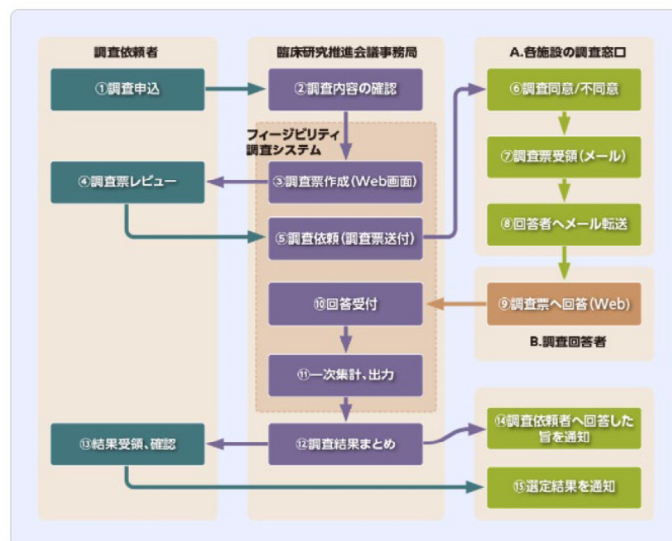 調査依頼者
臨床研究推進会議事務局
A.各施設の調査窓口
①調査申込
②調査内容の確認
⑥調査同意/不同意
フィージビリティ
調査システム
⑦調査票受領(メール)
④調査票レビュー
③調査票作成(Web画面)
⑧回答者へメール転送
⑤調査依頼(調査票送付)
⑩回答受付
⑨調査票へ回答(Web)
B.調査回答者
⑪一次集計、出力
⑬結果受領、確認
⑫調査結果まとめ
⑭調査依頼者へ回答した
旨を通知
⑮選定結果を通知